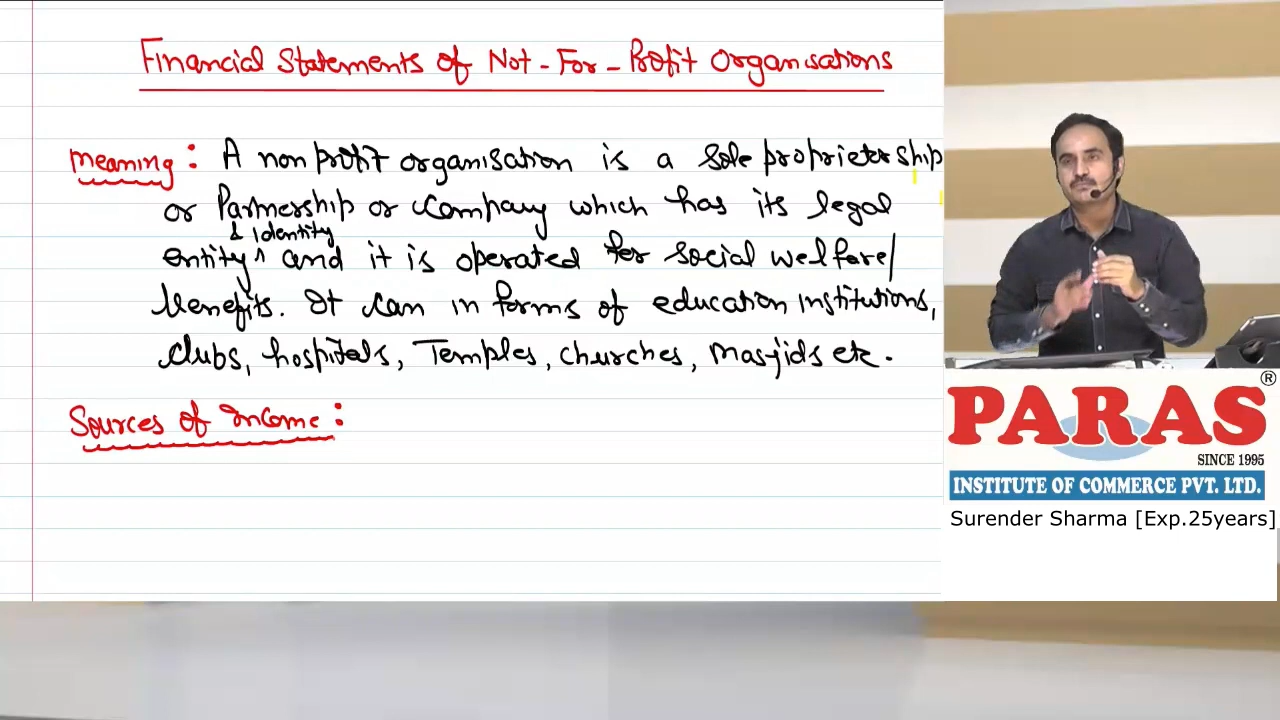 Financial Statements of Not-For-Profit Organisations
Meaning: A non profit organisation is a sole proprietorship
or Partnership or Company which has its legal
& Identity
entity ^ and it is operated for social welfare/
benefits. It can in forms of education institutions,
clubs, hospitals, Temples, churches, Masjids etc.
Sources of Income:
PARAS ®
SINCE 1995
INSTITUTE OF COMMERCE PVT. LTD.
Surender Sharma [Exp.25years]